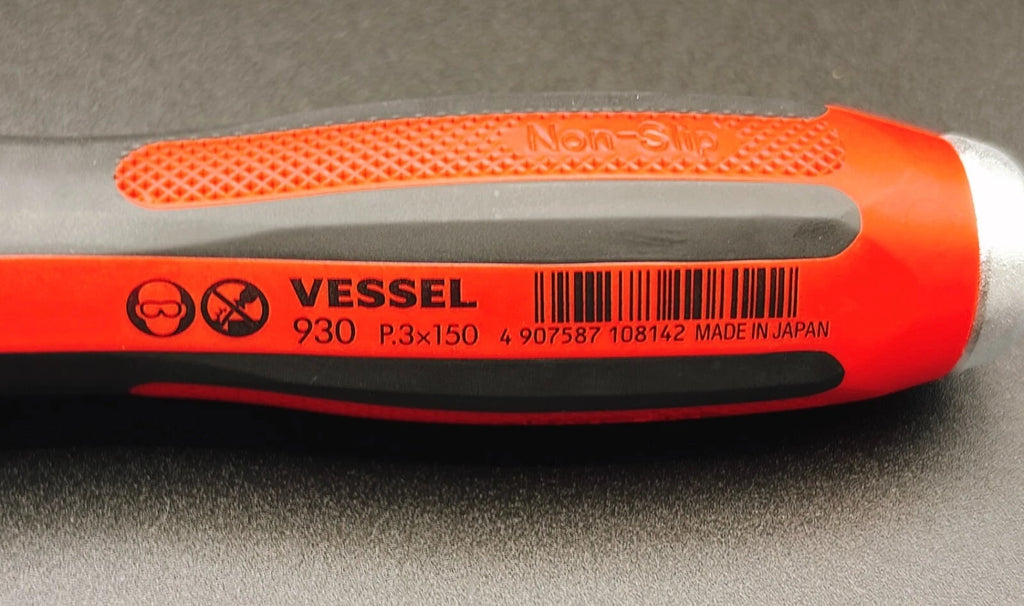 Non-Slip
VESSEL
930 P.3×150 4 907587 108142 MADE IN JAPAN